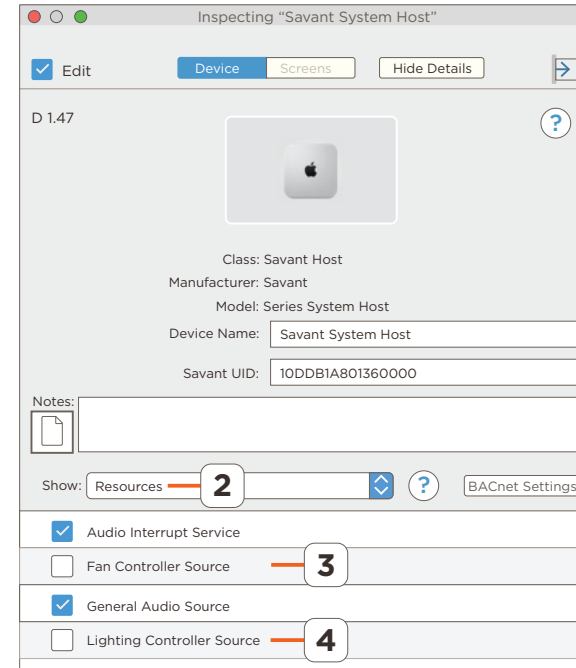 Inspecting “Savant System Host”
Edit
Device
Screens
Hide Details
D 1.47
?
Class: Savant Host
Manufacturer: Savant
Model: Series System Host
Device Name: Savant System Host
Savant UID: 10DDB1A801360000
Notes:
Show: Resources 2 ? BACnet Settings
Audio Interrupt Service
Fan Controller Source 3
General Audio Source
Lighting Controller Source 4